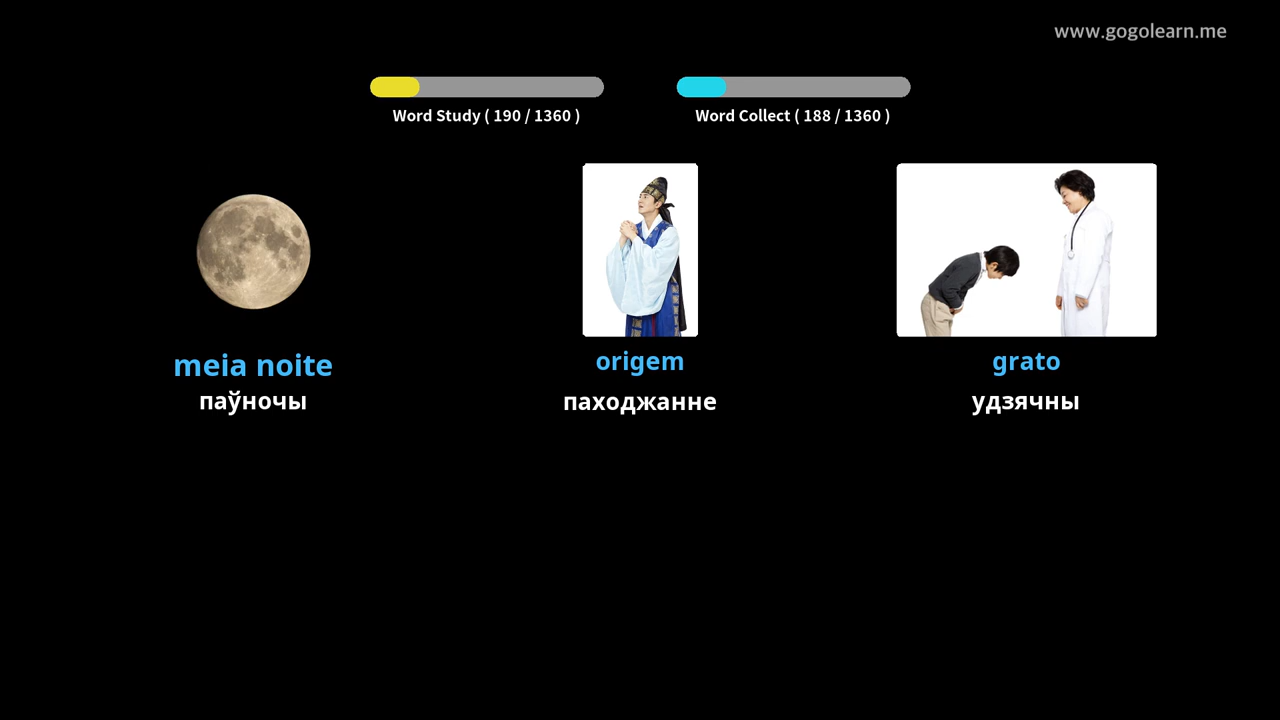 www.gogolearn.me
Word Study ( 190 / 1360 )
Word Collect ( 188 / 1360 )
meia noite
паўночы
origem
паходжанне
grato
удзячны